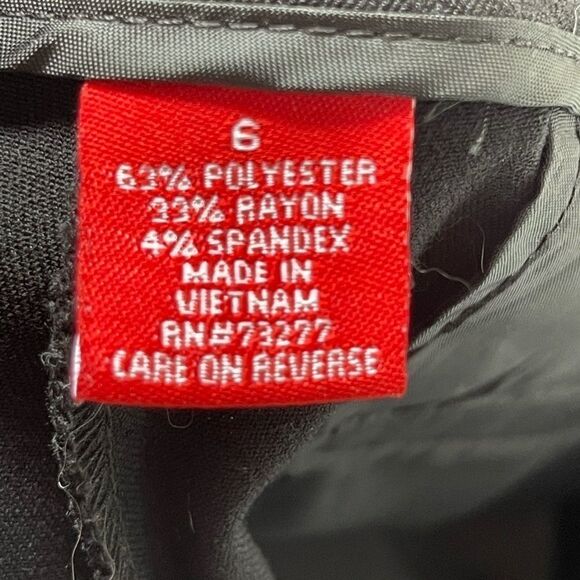 6
63% POLYESTER
33% RAYON
4% SPANDEX
MADE IN
VIETNAM
RN#73277
CARE ON REVERSE